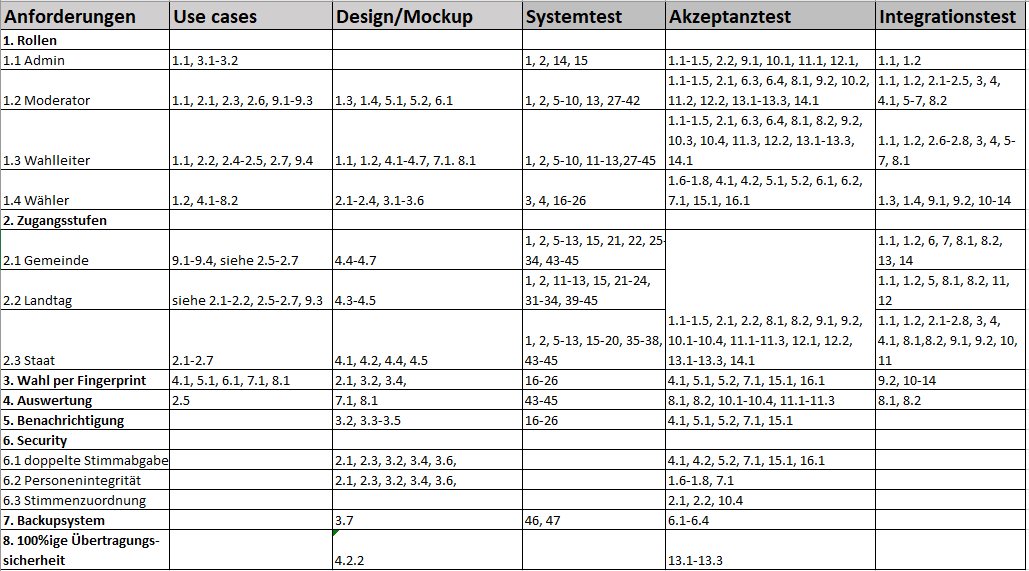 Anforderungen Use cases Design/Mockup Systemtest Akzeptanztest Integrationstest
1. Rollen
1.1 Admin 1.1, 3.1-3.2 1, 2, 14, 15 1.1-1.5, 2.2, 9.1, 10.1, 11.1, 12.1, 1.1, 1.2
1.1-1.5, 2.1, 6.3, 6.4, 8.1, 9.2, 10.2, 1.1, 1.2, 2.1-2.5, 3, 4,
1.2 Moderator 1.1, 2.1, 2.3, 2.6, 9.1-9.3 1.3, 1.4, 5.1, 5.2, 6.1 1, 2, 5-10, 13, 27-42 11.2, 12.2, 13.1-13.3, 14.1 4.1, 5-7, 8.2
1.1-1.5, 2.1, 6.3, 6.4, 8.1, 8.2, 9.2,
10.3, 10.4, 11.3, 12.2, 13.1-13.3, 1.1, 1.2, 2.6-2.8, 3, 4, 5-
1.3 Wahlleiter 1.1, 2.2, 2.4-2.5, 2.7, 9.4 1.1, 1.2, 4.1-4.7, 7.1. 8.1 1, 2, 5-10, 11-13,27-45 14.1 7, 8.1
1.6-1.8, 4.1, 4.2, 5.1, 5.2, 6.1, 6.2,
1.4 Wähler 1.2, 4.1-8.2 2.1-2.4, 3.1-3.6 3, 4, 16-26 7.1, 15.1, 16.1 1.3, 1.4, 9.1, 9.2, 10-14
2. Zugangsstufen
1, 2, 5-13, 15, 21, 22, 25- 1.1, 1.2, 6, 7, 8.1, 8.2,
2.1 Gemeinde 9.1-9.4, siehe 2.5-2.7 4.4-4.7 34, 43-45 13, 14
1, 2, 11-13, 15, 21-24, 1.1, 1.2, 5, 8.1, 8.2, 11,
2.2 Landtag siehe 2.1-2.2, 2.5-2.7, 9.3 4.3-4.5 31-34, 39-45 12
1.1-1.5, 2.1, 2.2, 8.1, 8.2, 9.1, 9.2, 1.1, 1.2, 2.1-2.8, 3, 4,
1, 2, 5-13, 15-20, 35-38, 10.1-10.4, 11.1-11.3, 12.1, 12.2, 4.1, 8.1,8.2, 9.1, 9.2, 10,
2.3 Staat 2.1-2.7 4.1, 4.2, 4.4, 4.5 43-45 13.1-13.3, 14.1 11
3. Wahl per Fingerprint 4.1, 5.1, 6.1, 7.1, 8.1 2.1, 3.2, 3.4, 16-26 4.1, 5.1, 5.2, 7.1, 15.1, 16.1 9.2, 10-14
4. Auswertung 2.5 7.1, 8.1 43-45 8.1, 8.2, 10.1-10.4, 11.1-11.3 8.1, 8.2
5. Benachrichtigung 3.2, 3.3-3.5 16-26 4.1, 5.1, 5.2, 7.1, 15.1
6. Security
6.1 doppelte Stimmabgabe 2.1, 2.3, 3.2, 3.4, 3.6, 4.1, 4.2, 5.2, 7.1, 15.1, 16.1
6.2 Personenintegrität 2.1, 2.3, 3.2, 3.4, 3.6, 1.6-1.8, 7.1
6.3 Stimmenzuordnung 2.1, 2.2, 10.4
7. Backupsystem 3.7 46, 47 6.1-6.4
8. 100%ige Übertragungs-
sicherheit 4.2.2 13.1-13.3